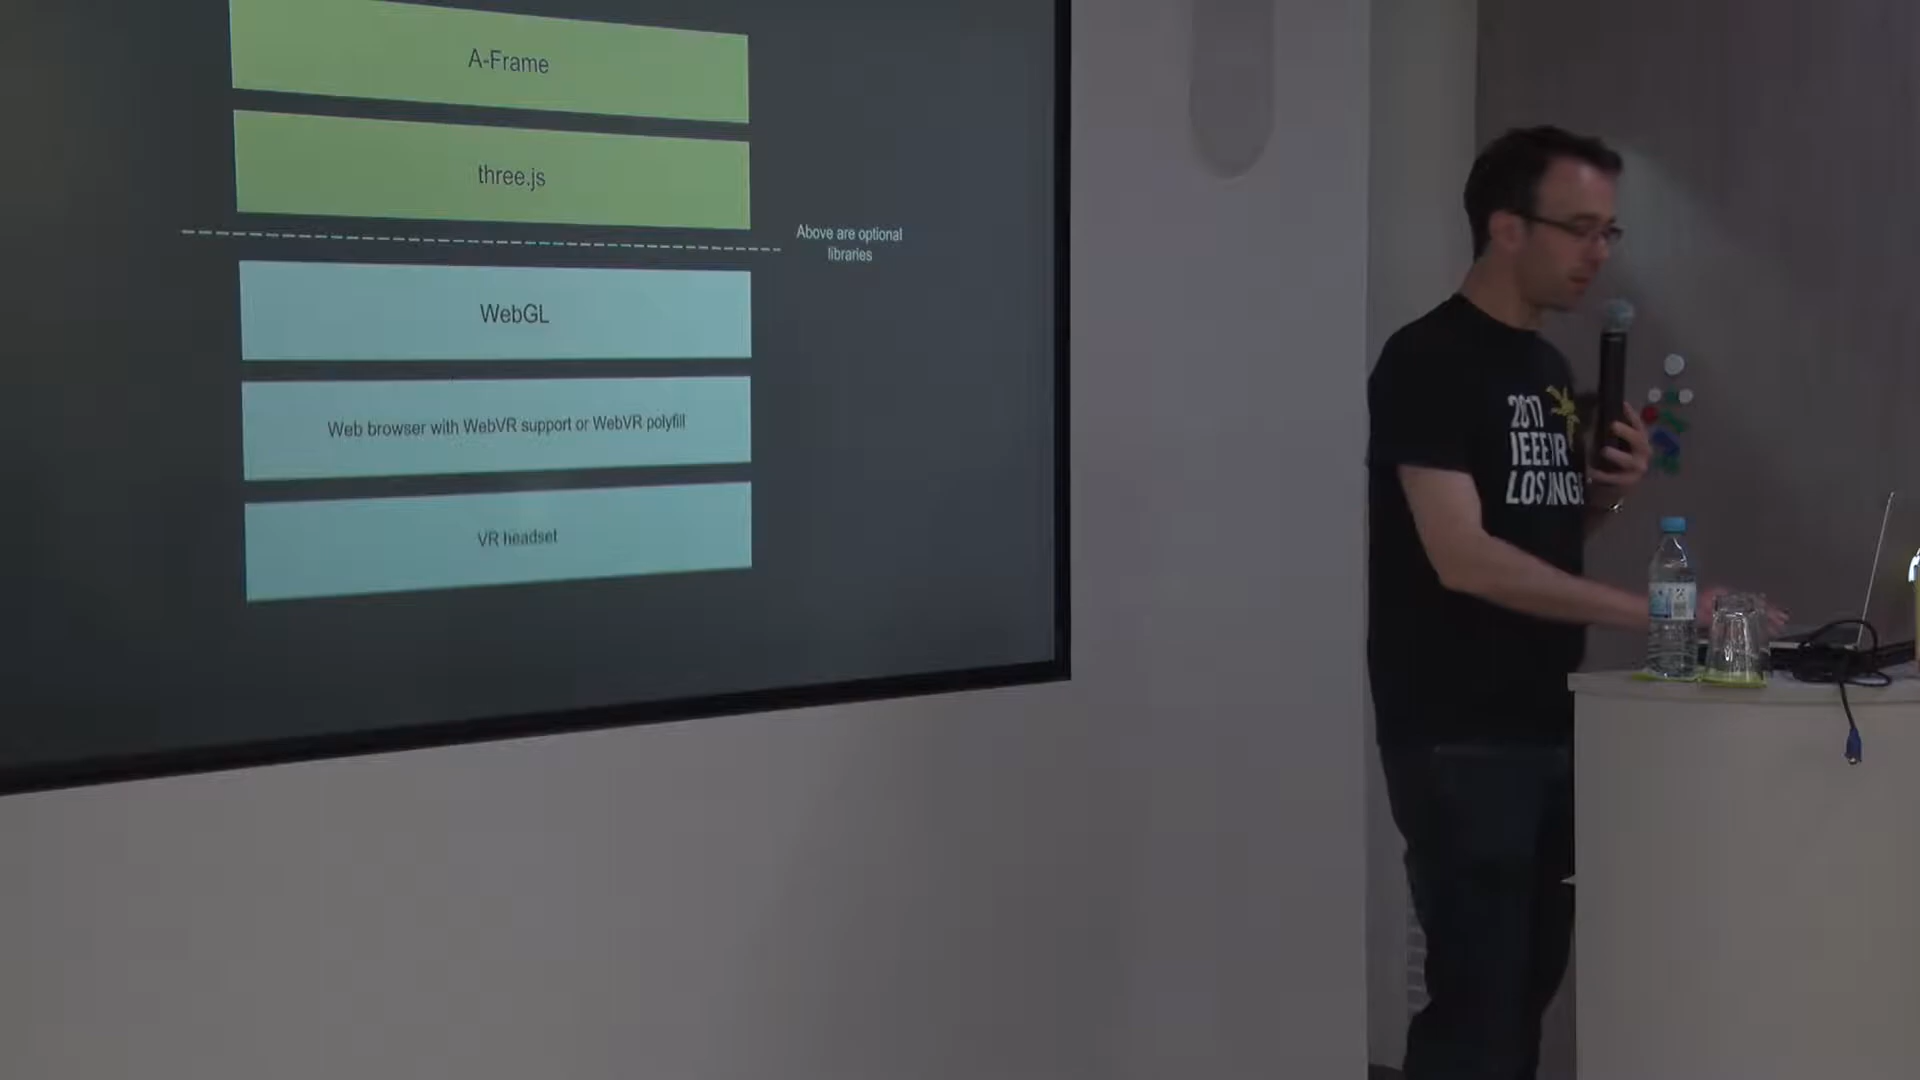 A-Frame
three.js
Above are optional
libraries
WebGL
Web browser with WebVR support or WebVR polyfill
VR headset
2017
IEEE VR
LOS